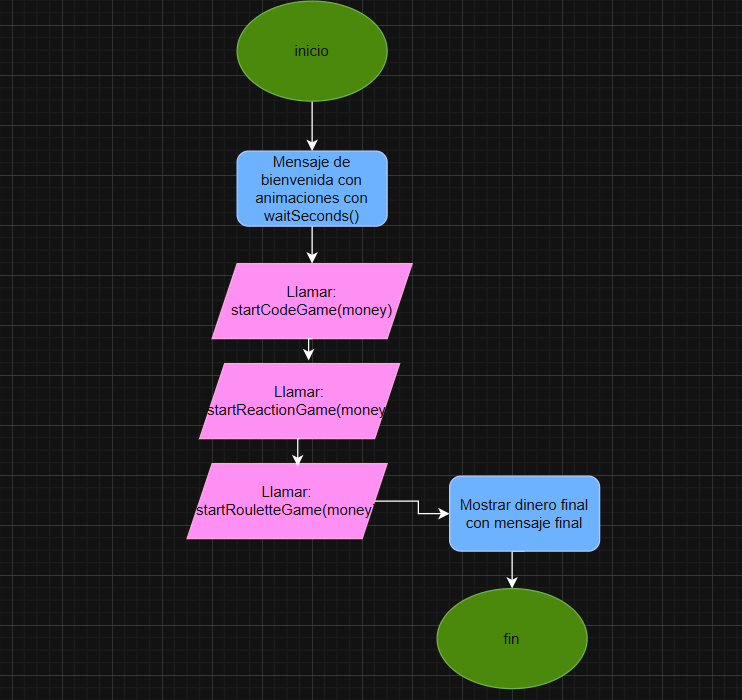 inicio
Mensaje de
bienvenida con
animaciones con
waitSeconds()
Llamar:
startCodeGame(money)
Llamar:
startReactionGame(money
Llamar:
startRouletteGame(money
Mostrar dinero final
con mensaje final
fin